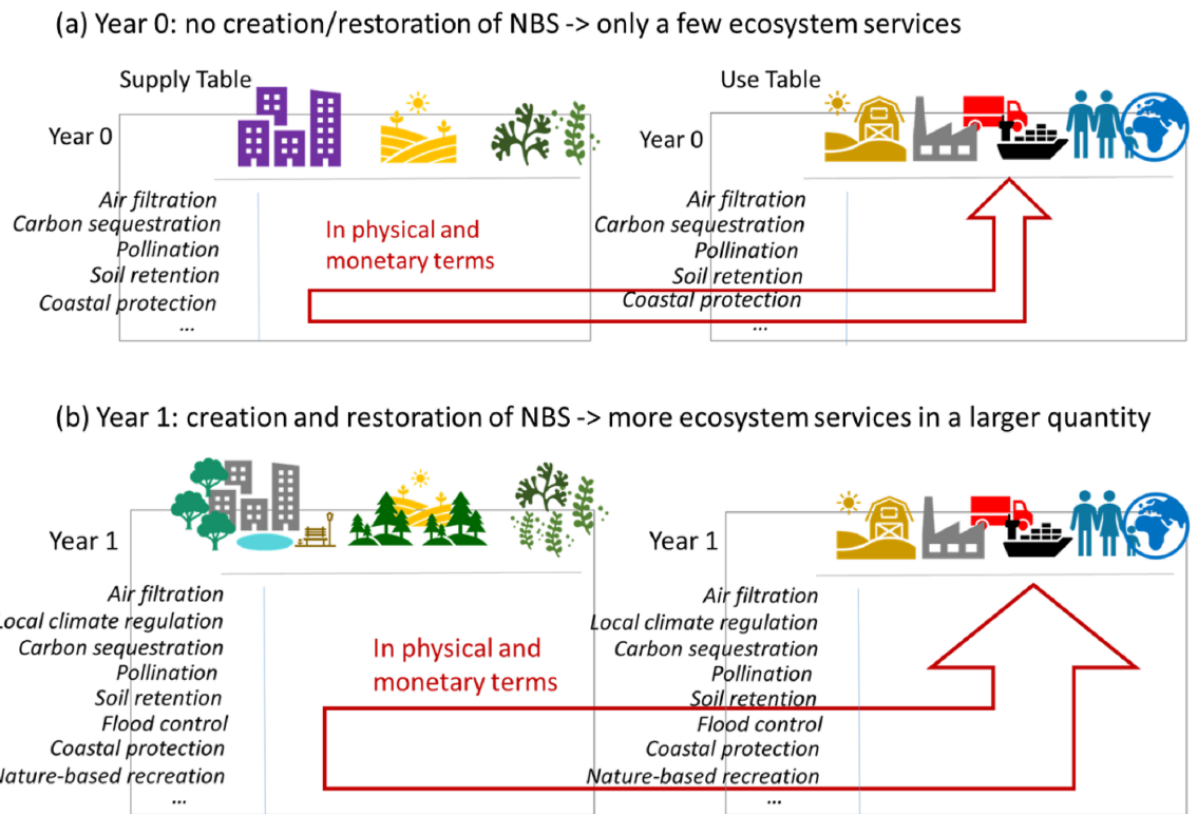 (a) Year 0: no creation/restoration of NBS -> only a few ecosystem services
Supply Table
Year 0
Air filtration
Carbon sequestration
Pollination
Soil retention
Coastal protection
...
In physical and
monetary terms
Use Table
Year 0
Air filtration
Carbon sequestration
Pollination
Soil retention
Coastal protection
...
(b) Year 1: creation and restoration of NBS -> more ecosystem services in a larger quantity
Year 1
Air filtration
Local climate regulation
Carbon sequestration
Pollination
Soil retention
Flood control
Coastal protection
Nature-based recreation
...
In physical and
monetary terms
Year 1
Air filtration
Local climate regulation
Carbon sequestration
Pollination
Soil retention
Flood control
Coastal protection
Nature-based recreation
...